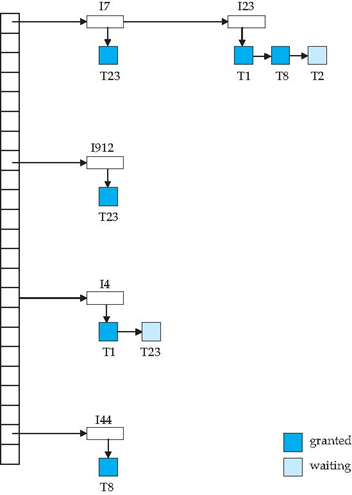 I7 I23
T23 T1 T8 T2
I912
T23
I4
T1 T23
I44
granted
waiting
T8